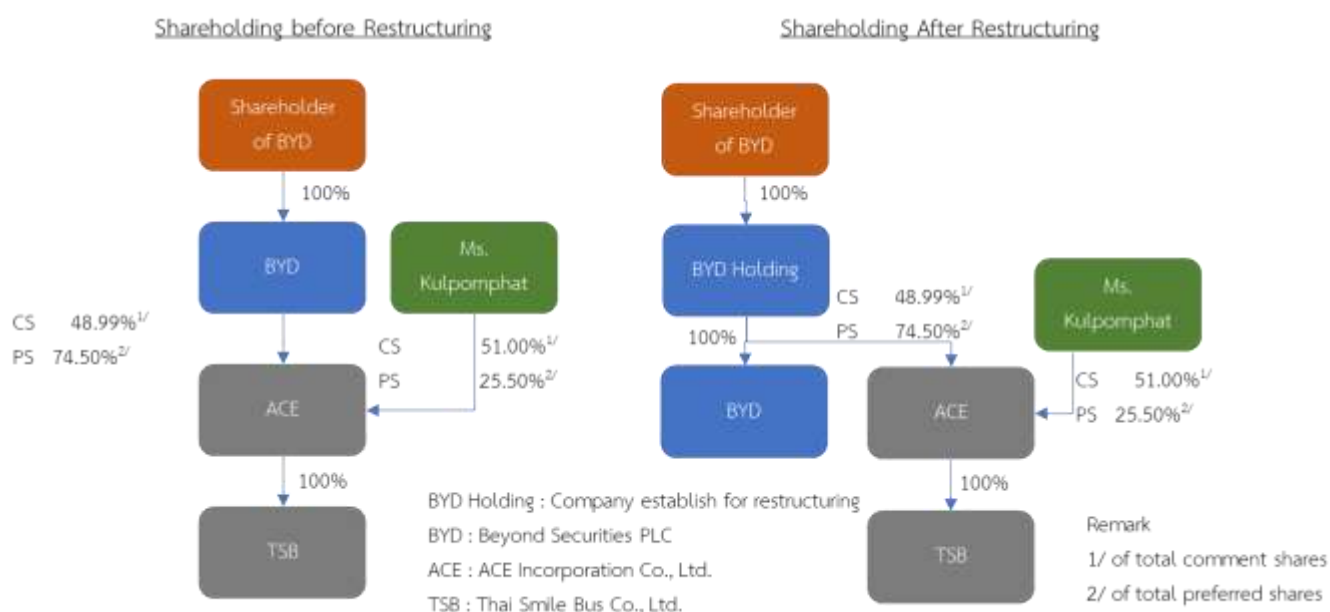 Shareholding before Restructuring
Shareholder
of BYD
100%
BYD
Ms.
Kulpomphat
CS 48.99%1/
PS 74.50%2/
CS 51.00%1/
PS 25.50%2/
ACE
100%
TSB
Shareholding After Restructuring
Shareholder
of BYD
100%
BYD Holding
CS 48.99%1/
PS 74.50%2/
100%
Ms.
Kulpomphat
CS 51.00%1/
PS 25.50%2/
BYD
ACE
100%
TSB
BYD Holding : Company establish for restructuring
BYD : Beyond Securities PLC
ACE : ACE Incorporation Co., Ltd.
TSB : Thai Smile Bus Co., Ltd.
Remark
1/ of total comment shares
2/ of total preferred shares